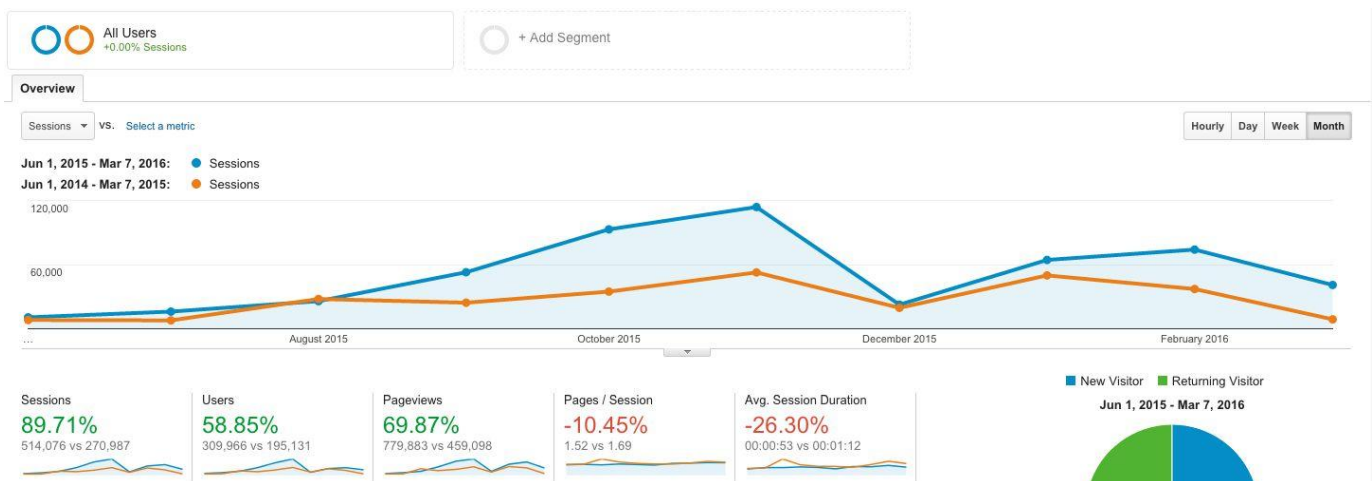 All Users
+0.00% Sessions
+ Add Segment
Overview
Sessions VS. Select a metric
Hourly Day Week Month
Jun 1, 2015 - Mar 7, 2016: Sessions
Jun 1, 2014 - Mar 7, 2015: Sessions
120,000
60,000
... August 2015 October 2015 December 2015 February 2016
New Visitor Returning Visitor
Jun 1, 2015 - Mar 7, 2016
Sessions Users Pageviews Pages / Session Avg. Session Duration
89.71% 58.85% 69.87% -10.45% -26.30%
514,076 vs 270,987 309,966 vs 195,131 779,883 vs 459,098 1.52 vs 1.69 00:00:53 vs 00:01:12